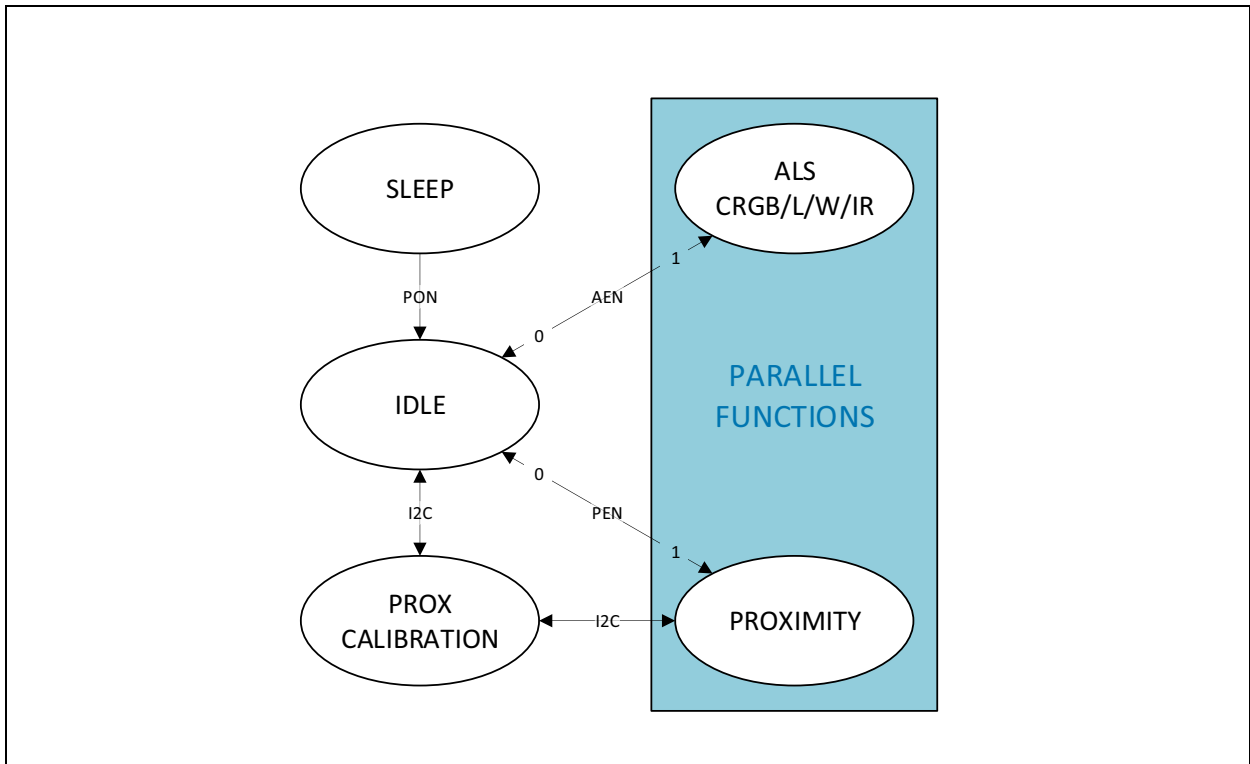 SLEEP
ALS
CRGB/L/W/IR
1
PON
AEN
0
IDLE
PARALLEL
FUNCTIONS
0
I2C
PEN
1
PROX
CALIBRATION
I2C
PROXIMITY